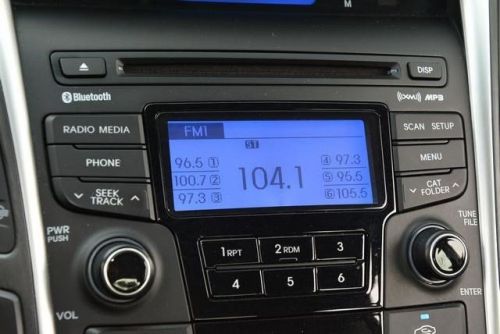 M
DISP
Bluetooth
XM MP3
RADIO MEDIA
FM1
SCAN SETUP
ST
PHONE
96.5 1
4 97.3
MENU
100.7 2
104.1
5 96.5
SEEK
TRACK
97.3 3
6 105.5
CAT
FOLDER
TUNE
FILE
PWR
PUSH
1 RPT
2 RDM
3
4
5
6
ENTER
VOL